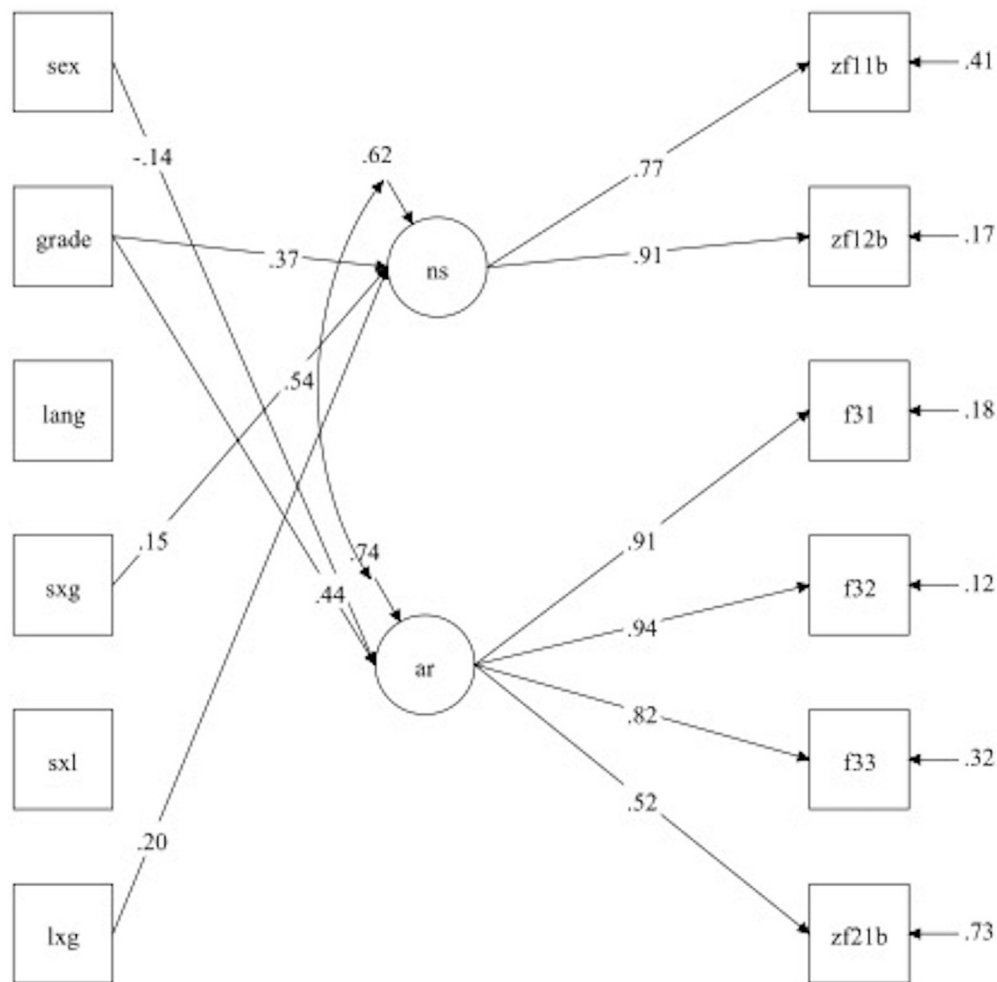 sex
zf11b
.41
-.14
.62
.77
grade
.37
ns
.91
zf12b
.17
.54
lang
f31
.18
.15
.74
.91
sxg
.44
f32
.12
.94
ar
.82
sxl
f33
.32
.52
.20
lxg
zf21b
.73